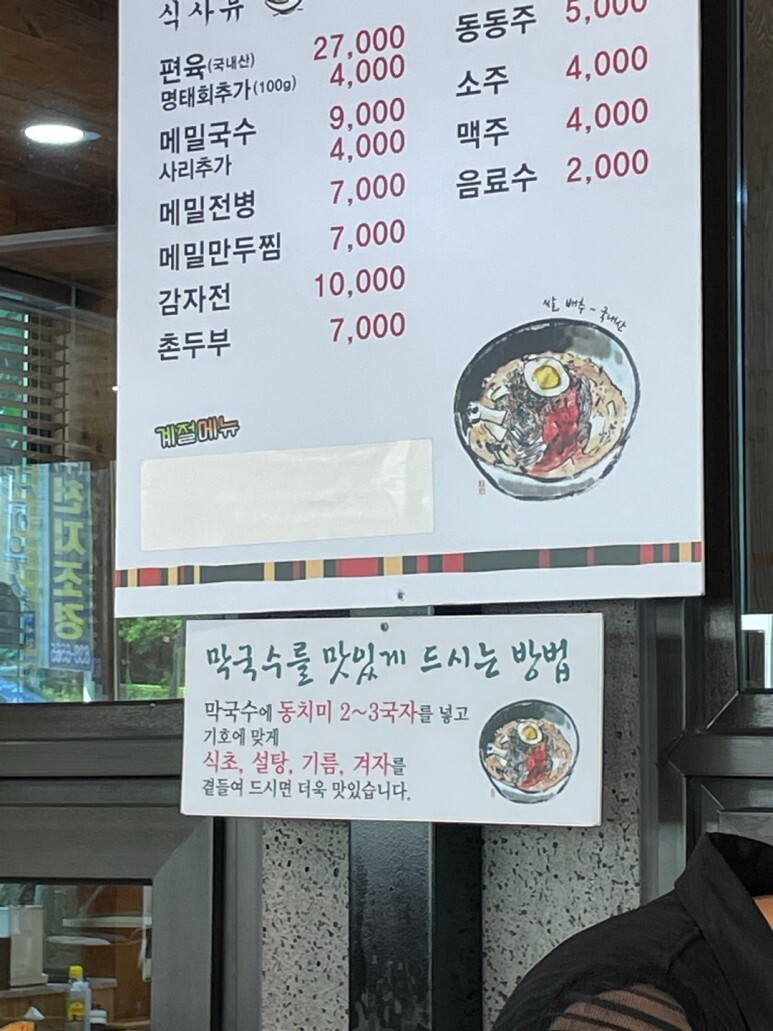 식사류
편육(국내산) 27,000
명태회추가(100g) 4,000
메밀국수 9,000
사리추가 4,000
메밀전병 7,000
메밀만두찜 7,000
감자전 10,000
촌두부 7,000
동동주 5,000
소주 4,000
맥주 4,000
음료수 2,000
쌀 배추 - 국내산
계절메뉴
막국수를 맛있게 드시는 방법
막국수에 동치미 2~3국자를 넣고
기호에 맞게
식초, 설탕, 기름, 겨자를
곁들여 드시면 더욱 맛있습니다.